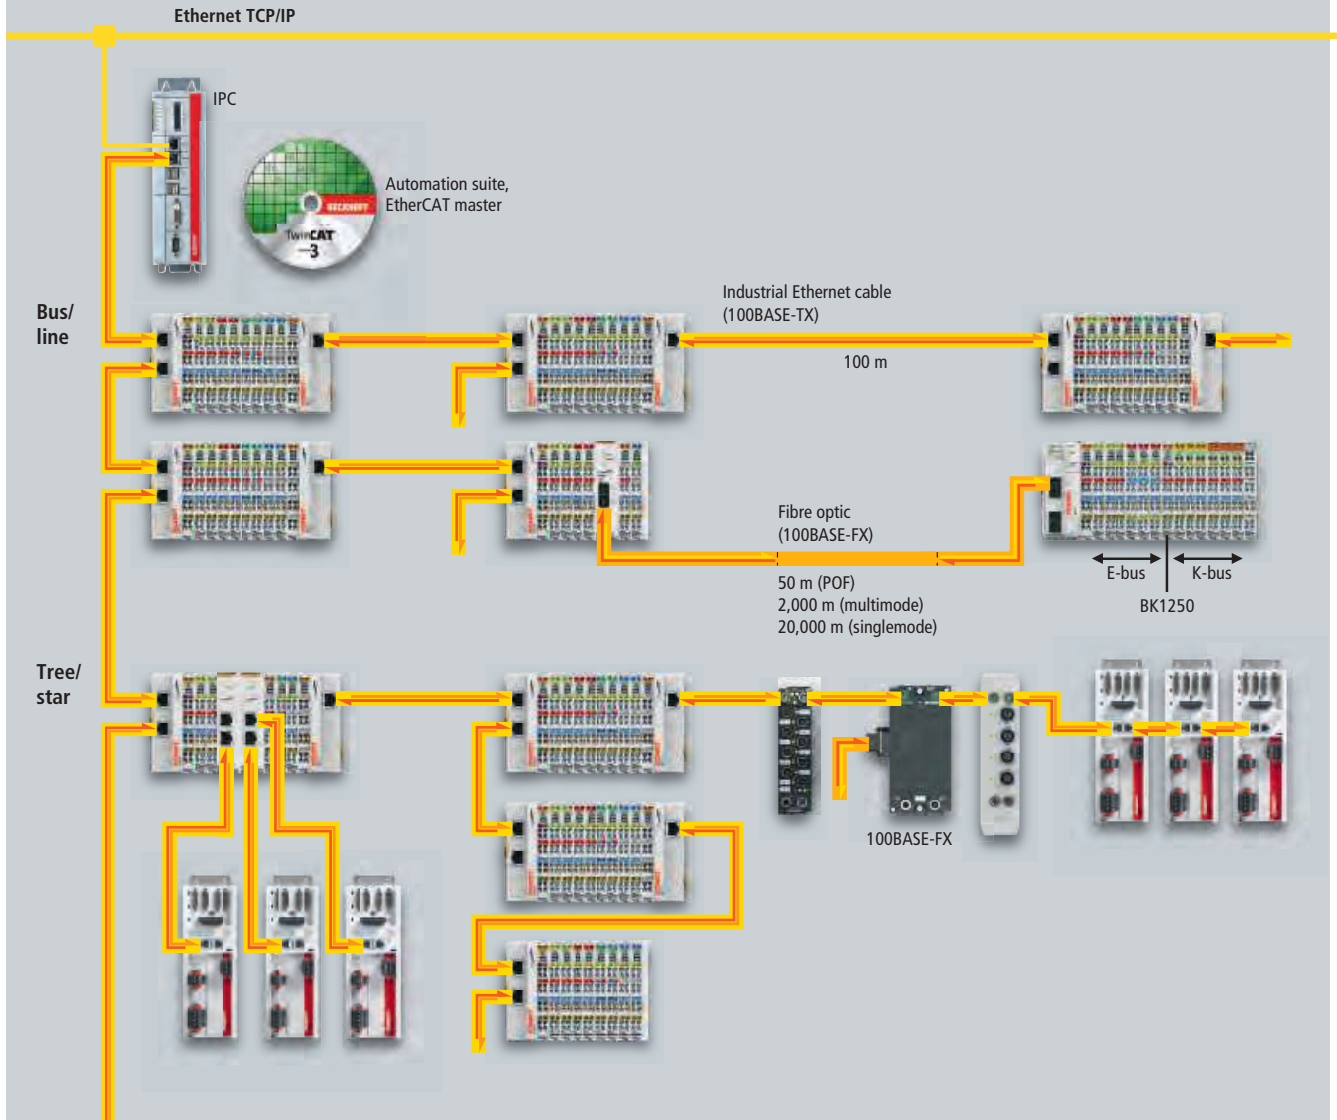 Ethernet TCP/IP
IPC
Automation suite,
EtherCAT master
BECKHOFF
TwinCAT
3
Bus/
line
Industrial Ethernet cable
(100BASE-TX)
100 m
Fibre optic
(100BASE-FX)
50 m (POF)
2,000 m (multimode)
20,000 m (singlemode)
E-bus
K-bus
BK1250
Tree/
star
100BASE-FX